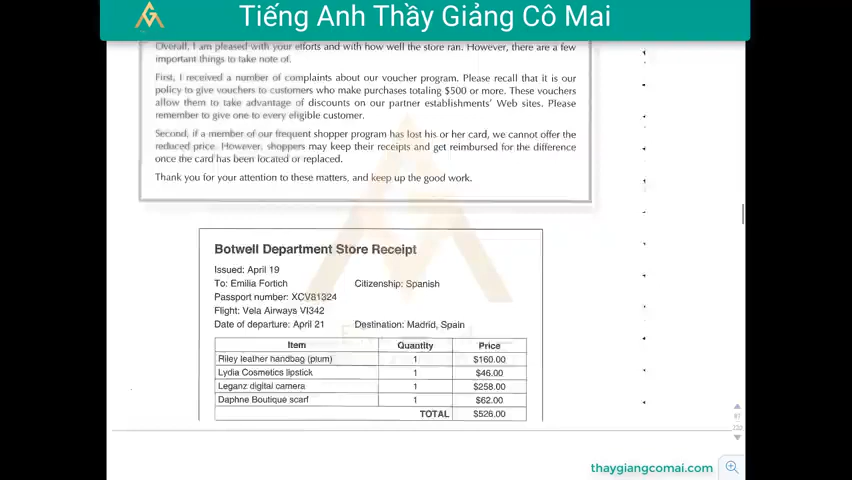 Tiếng Anh Thầy Giảng Cô Mai
Overall, I am pleased with your efforts and with how well the store ran. However, there are a few
important things to take note of.
First, I received a number of complaints about our voucher program. Please recall that it is our
policy to give vouchers to customers who make purchases totaling $500 or more. These vouchers
allow them to take advantage of discounts on our partner establishments' Web sites. Please
remember to give one to every eligible customer.
Second, if a member of our frequent shopper program has lost his or her card, we cannot offer the
reduced price. However, shoppers may keep their receipts and get reimbursed for the difference
once the card has been located or replaced.
Thank you for your attention to these matters, and keep up the good work.
Botwell Department Store Receipt
Issued: April 19
To: Emilia Fortich Citizenship: Spanish
Passport number: XCV81324
Flight: Vela Airways VI342
Date of departure: April 21 Destination: Madrid, Spain
Item Quantity Price
Riley leather handbag (plum) 1 $160.00
Lydia Cosmetics lipstick 1 $46.00
Leganz digital camera 1 $258.00
Daphne Boutique scarf 1 $62.00
TOTAL $526.00
thaygiangcomai.com